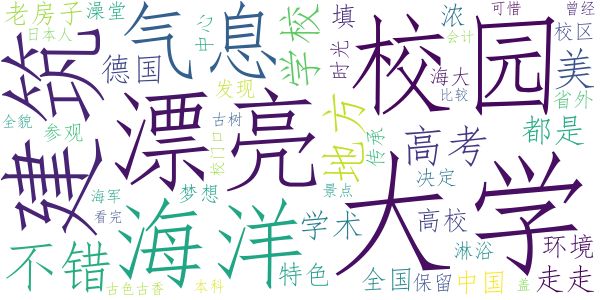 老房子
澡堂
日本人
气息
中心
学校
填
时光
浓
可惜
曾经
校区
会计
海大
比较
美
省外
建筑
德国
发现
校园
全貌
参观
漂亮
古树
校门口
地方
传承
高考
都是
海军
看完
梦想
景点
决定
大学
海洋
学术
高校
淋浴
环境
不错
特色
全国
保留
中国
走走
古色古香
本科
盖